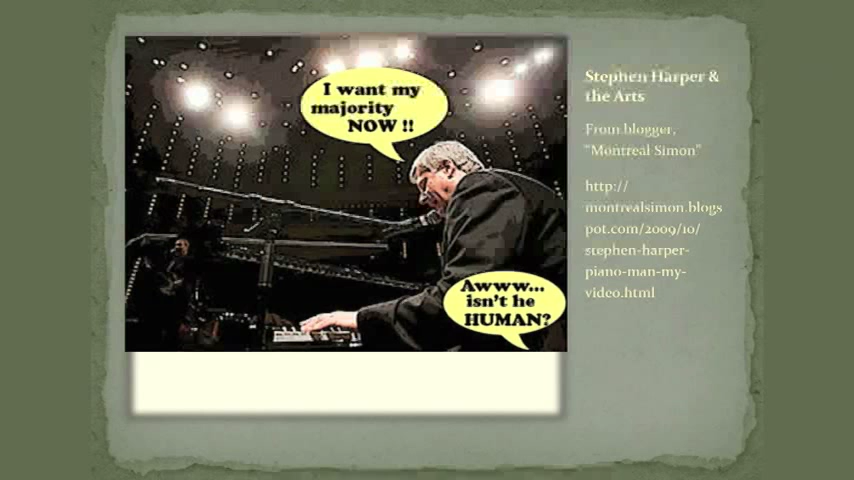 I want my
majority
NOW !!
Awww...
isn't he
HUMAN?
Stephen Harper &
the Arts
From blogger,
"Montreal Simon"
http://
montrealsimon.blogs
pot.com/2009/10/
stephen-harper-
piano-man-my-
video.html